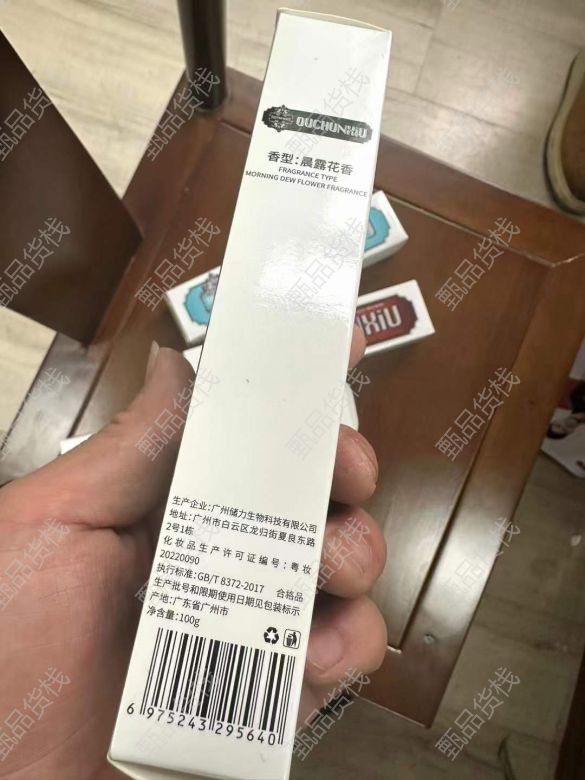 OUCHUNXIU
香型：晨露花香
FRAGRANCE TYPE
MORNING DEW FLOWER FRAGRANCE
XiU
生产企业：广州储力生物科技有限公司
地址：广州市白云区龙归街夏良东路
2号1栋
化妆品生产许可证编号：粤妆
20220090
执行标准：GB/T 8372-2017 合格品
生产批号和限期使用日期见包装标示
产地：广东省广州市
净含量：100g
6 975243 295640
甄品货栈